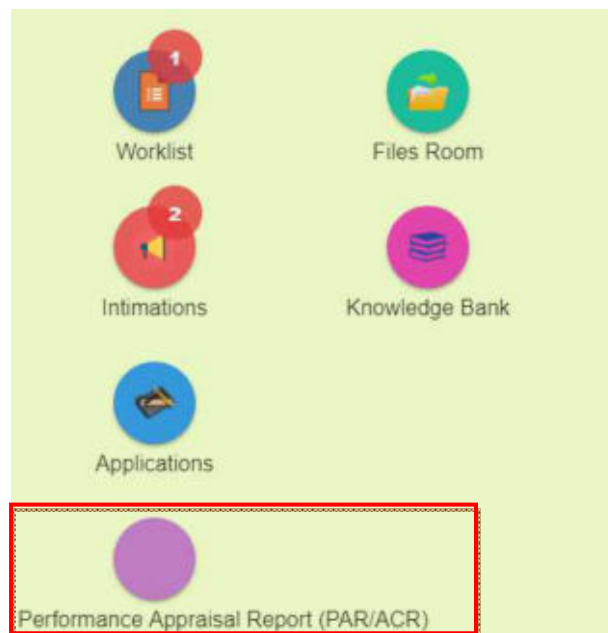 1
Worklist
Files Room
2
Intimations
Knowledge Bank
Applications
Performance Appraisal Report (PAR/ACR)